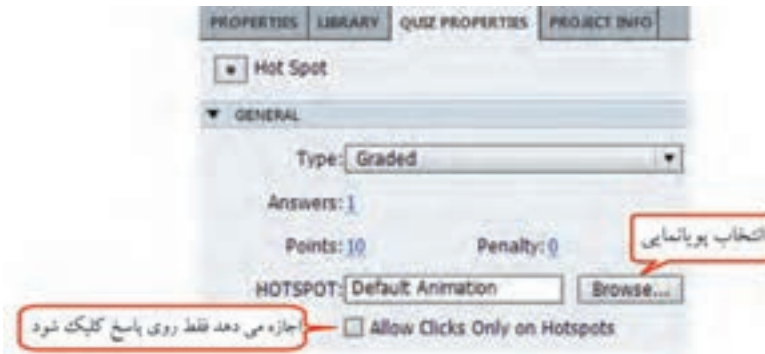 PROPERTIES LIBRARY QUIZ PROPERTIES PROJECT INFO
Hot Spot
GENERAL
Type: Graded
Answers: 1
Points: 10 Penalty: 0
انتخاب پویانمایی
HOTSPOT: Default Animation Browse...
Allow Clicks Only on Hotspots
اجازه می دهد فقط روی پاسخ کلیک شود